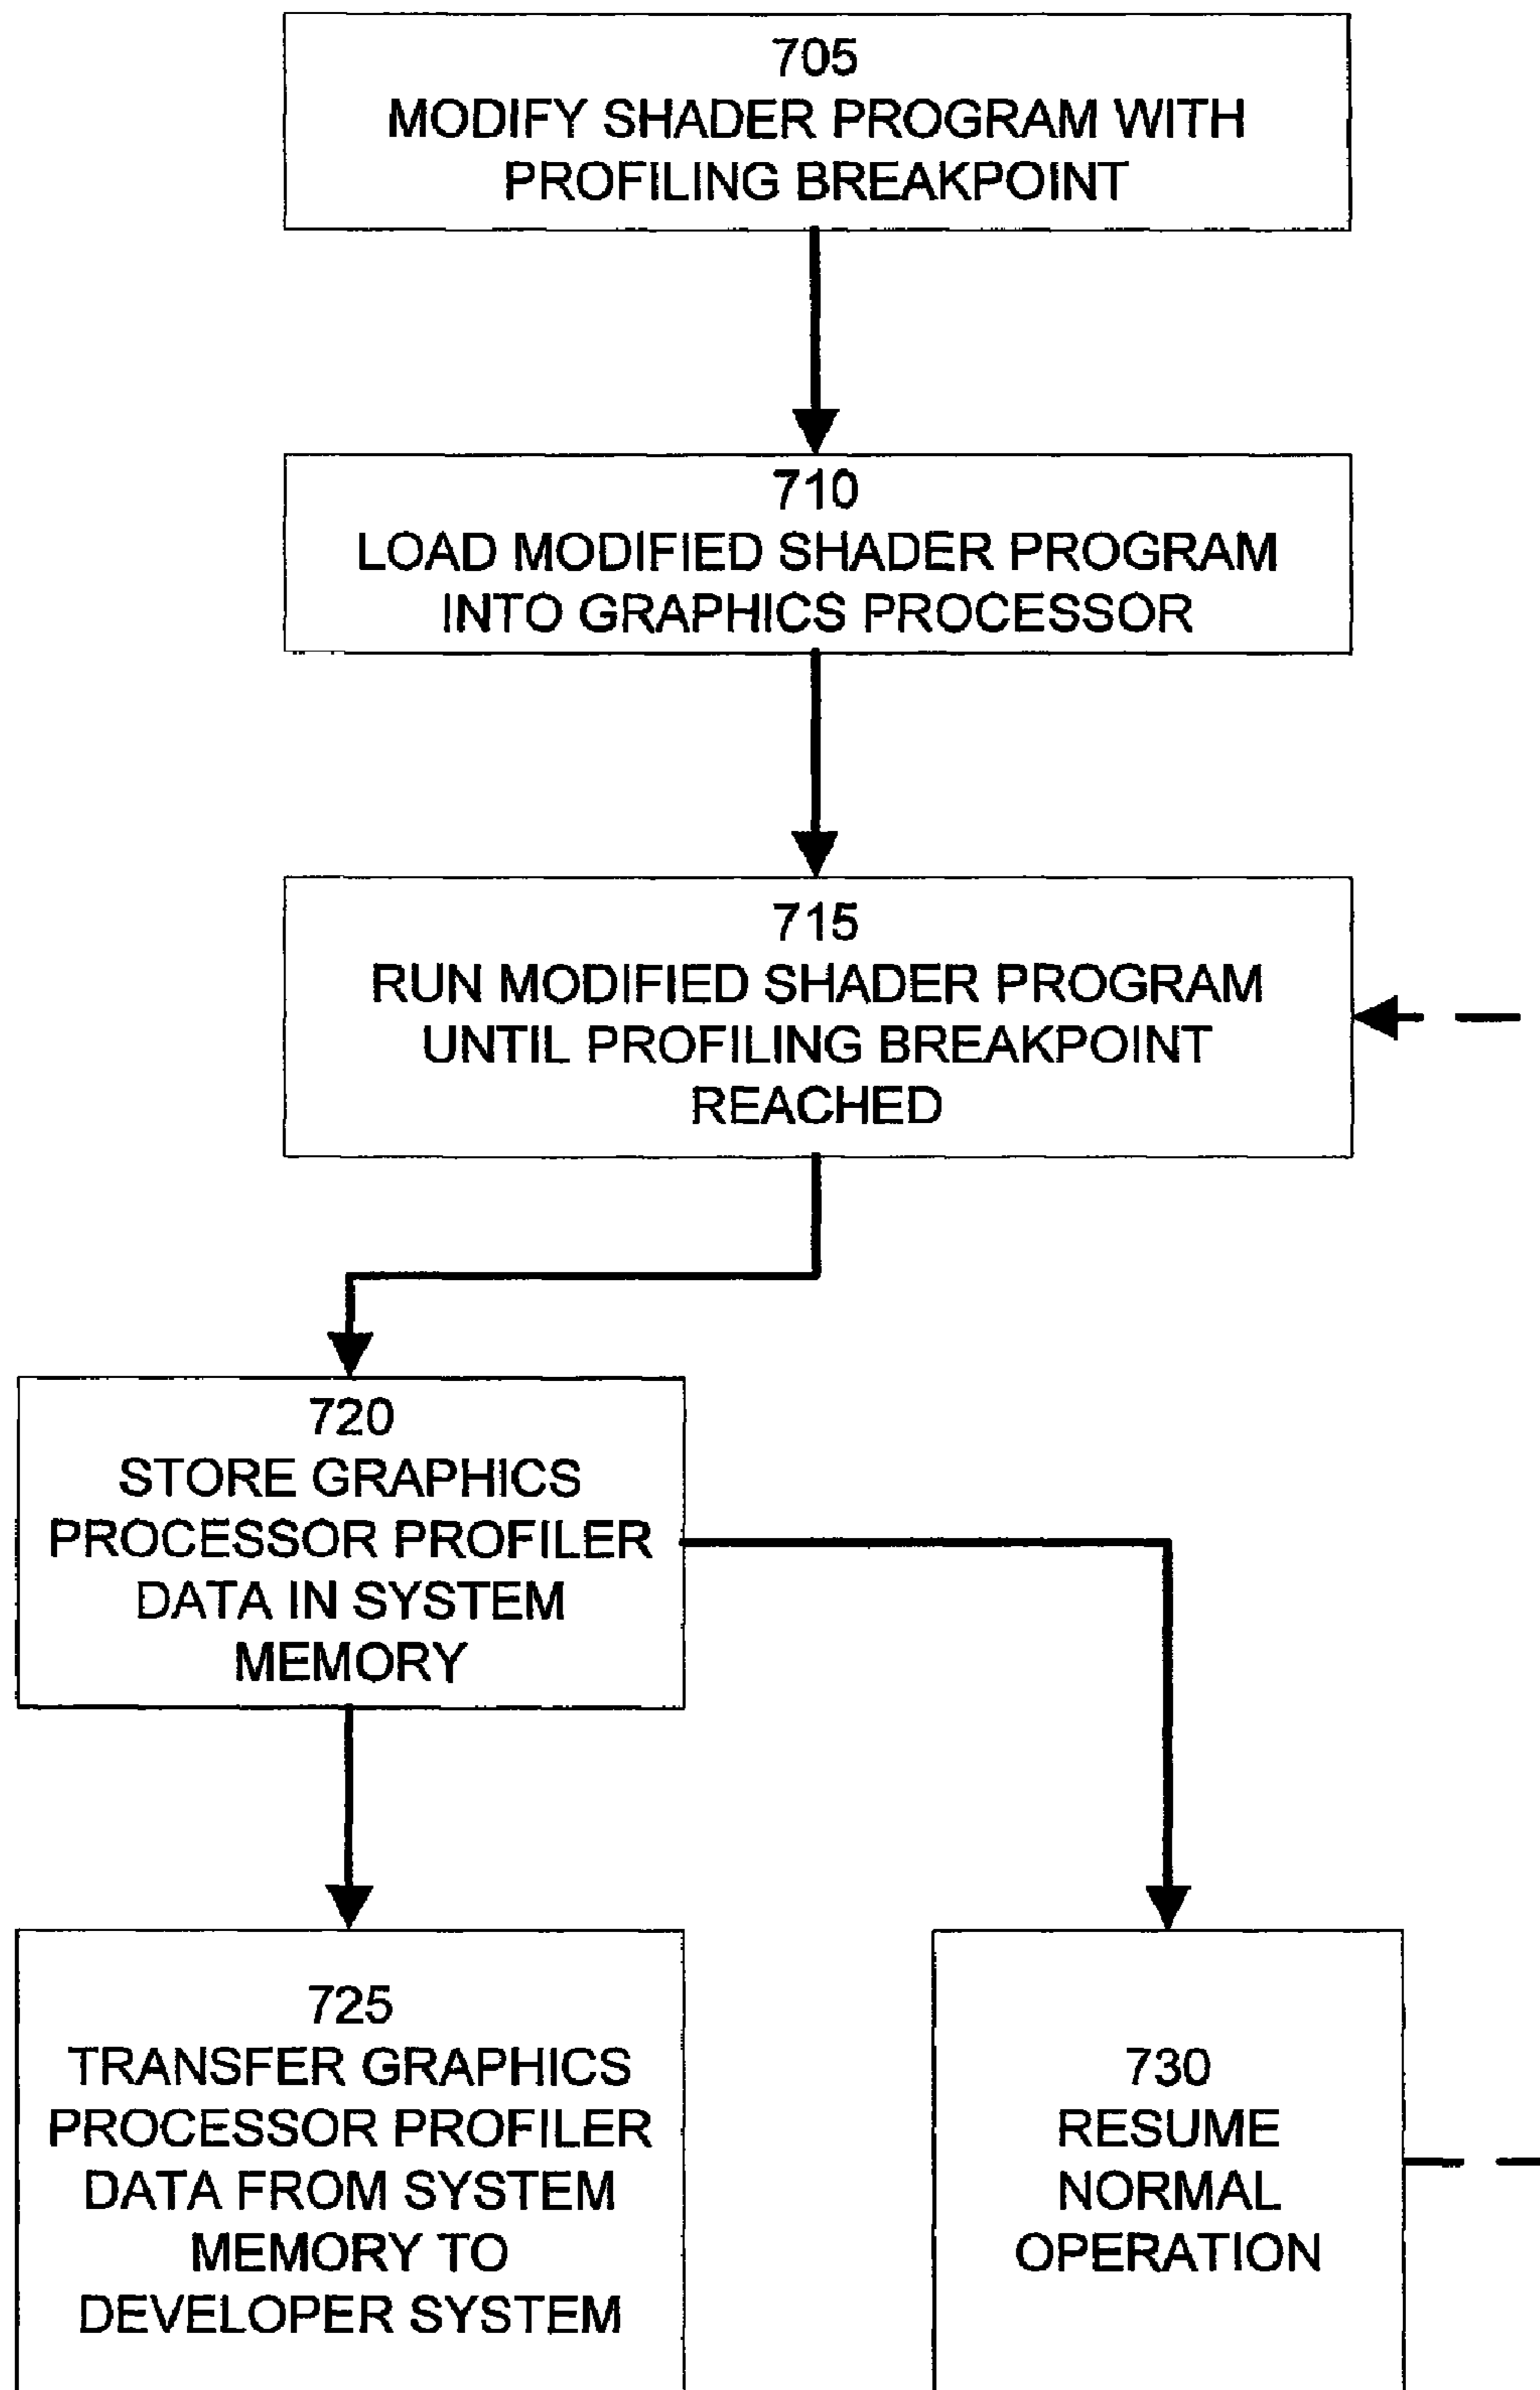 705
MODIFY SHADER PROGRAM WITH
PROFILING BREAKPOINT
710
LOAD MODIFIED SHADER PROGRAM
INTO GRAPHICS PROCESSOR
715
RUN MODIFIED SHADER PROGRAM
UNTIL PROFILING BREAKPOINT
REACHED
720
STORE GRAPHICS
PROCESSOR PROFILER
DATA IN SYSTEM
MEMORY
725
TRANSFER GRAPHICS
PROCESSOR PROFILER
DATA FROM SYSTEM
MEMORY TO
DEVELOPER SYSTEM
730
RESUME
NORMAL
OPERATION